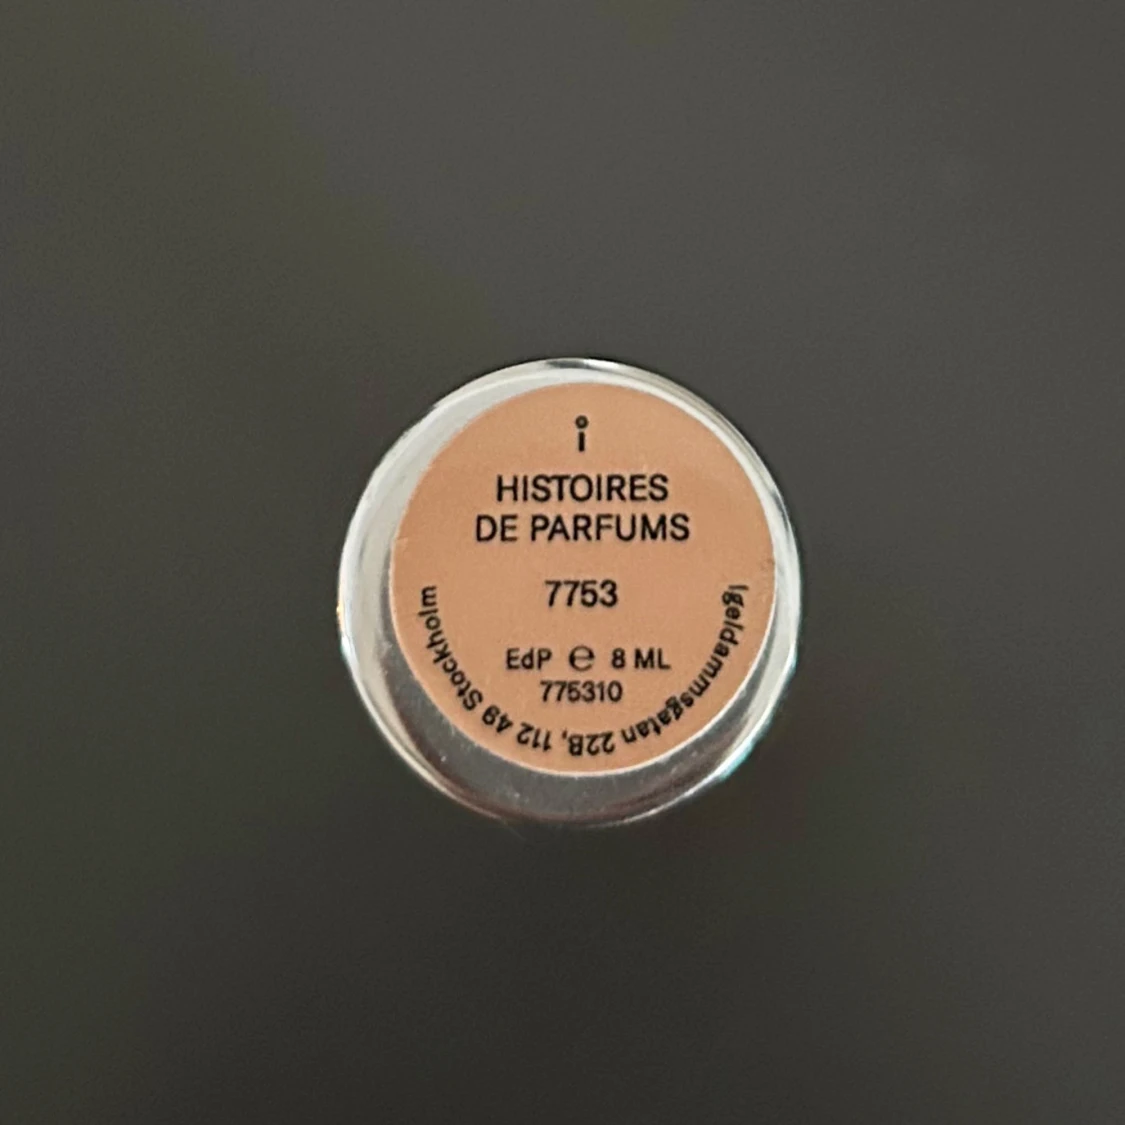 i
HISTOIRES
DE PARFUMS
7753
EdP ℮ 8 ML
775310
Igeldammsgatan 22B, 112 49 Stockholm